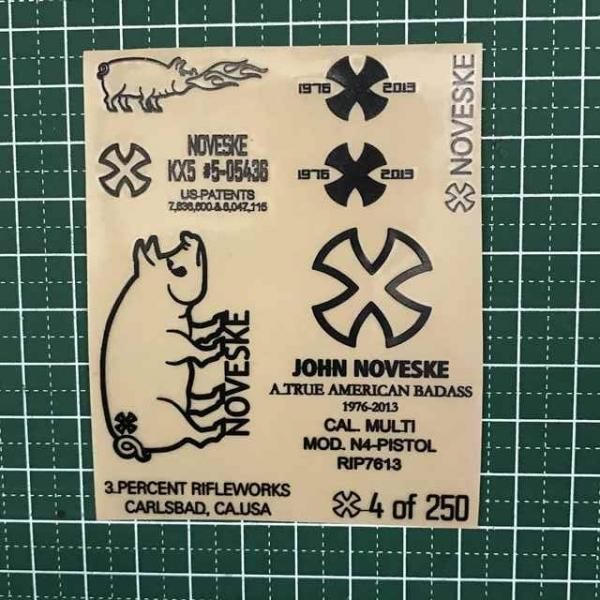 1976 2013
NOVESKE
NOVESKE
KX5 #5-05436
US-PATENTS
7,836,800 & 8,047,115
1976 2013
NOVESKE
JOHN NOVESKE
A TRUE AMERICAN BADASS
1976-2013
CAL. MULTI
MOD. N4-PISTOL
RIP7613
3.PERCENT RIFLEWORKS
CARLSBAD, CA.USA
4 of 250